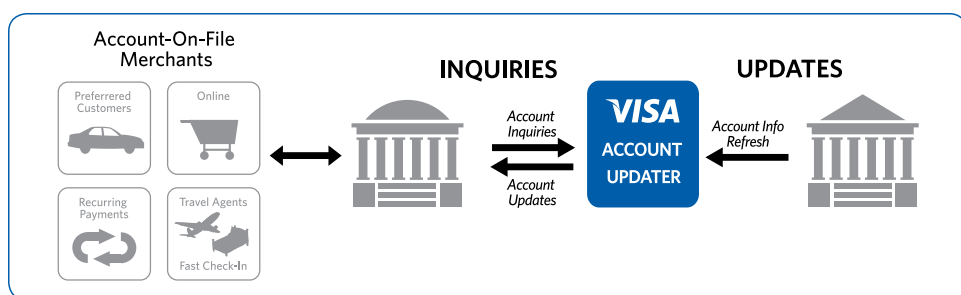 Account-On-File
Merchants
Preferrered
Customers
Online
Recurring
Payments
Travel Agents
Fast Check-In
INQUIRIES
Account
Inquiries
Account
Updates
VISA
ACCOUNT
UPDATER
UPDATES
Account Info
Refresh